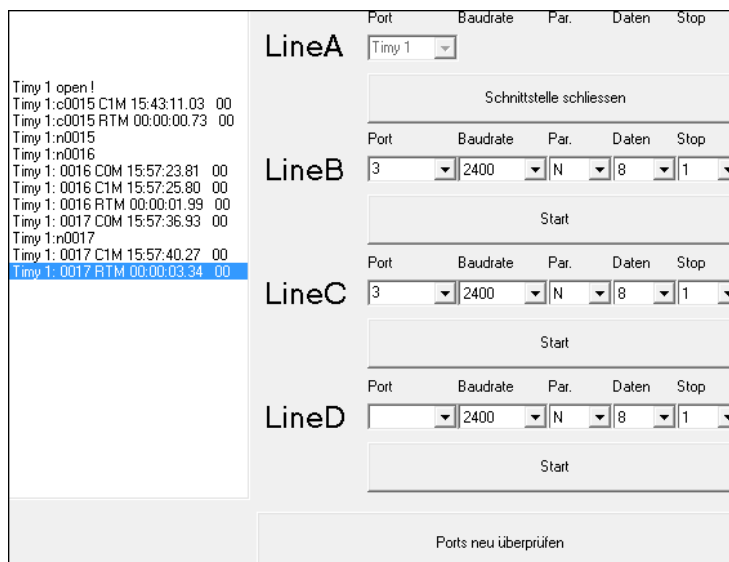 Timy 1 open !
Timy 1:c0015 C1M 15:43:11.03 00
Timy 1:c0015 RTM 00:00:00.73 00
Timy 1:n0015
Timy 1:n0016
Timy 1: 0016 C0M 15:57:23.81 00
Timy 1: 0016 C1M 15:57:25.80 00
Timy 1: 0016 RTM 00:00:01.99 00
Timy 1: 0017 C0M 15:57:36.93 00
Timy 1:n0017
Timy 1: 0017 C1M 15:57:40.27 00
Timy 1: 0017 RTM 00:00:03.34 00
Port Baudrate Par. Daten Stop
LineA Timy 1
Schnittstelle schliessen
Port Baudrate Par. Daten Stop
LineB 3 2400 N 8 1
Start
Port Baudrate Par. Daten Stop
LineC 3 2400 N 8 1
Start
Port Baudrate Par. Daten Stop
LineD 2400 N 8 1
Start
Ports neu überprüfen